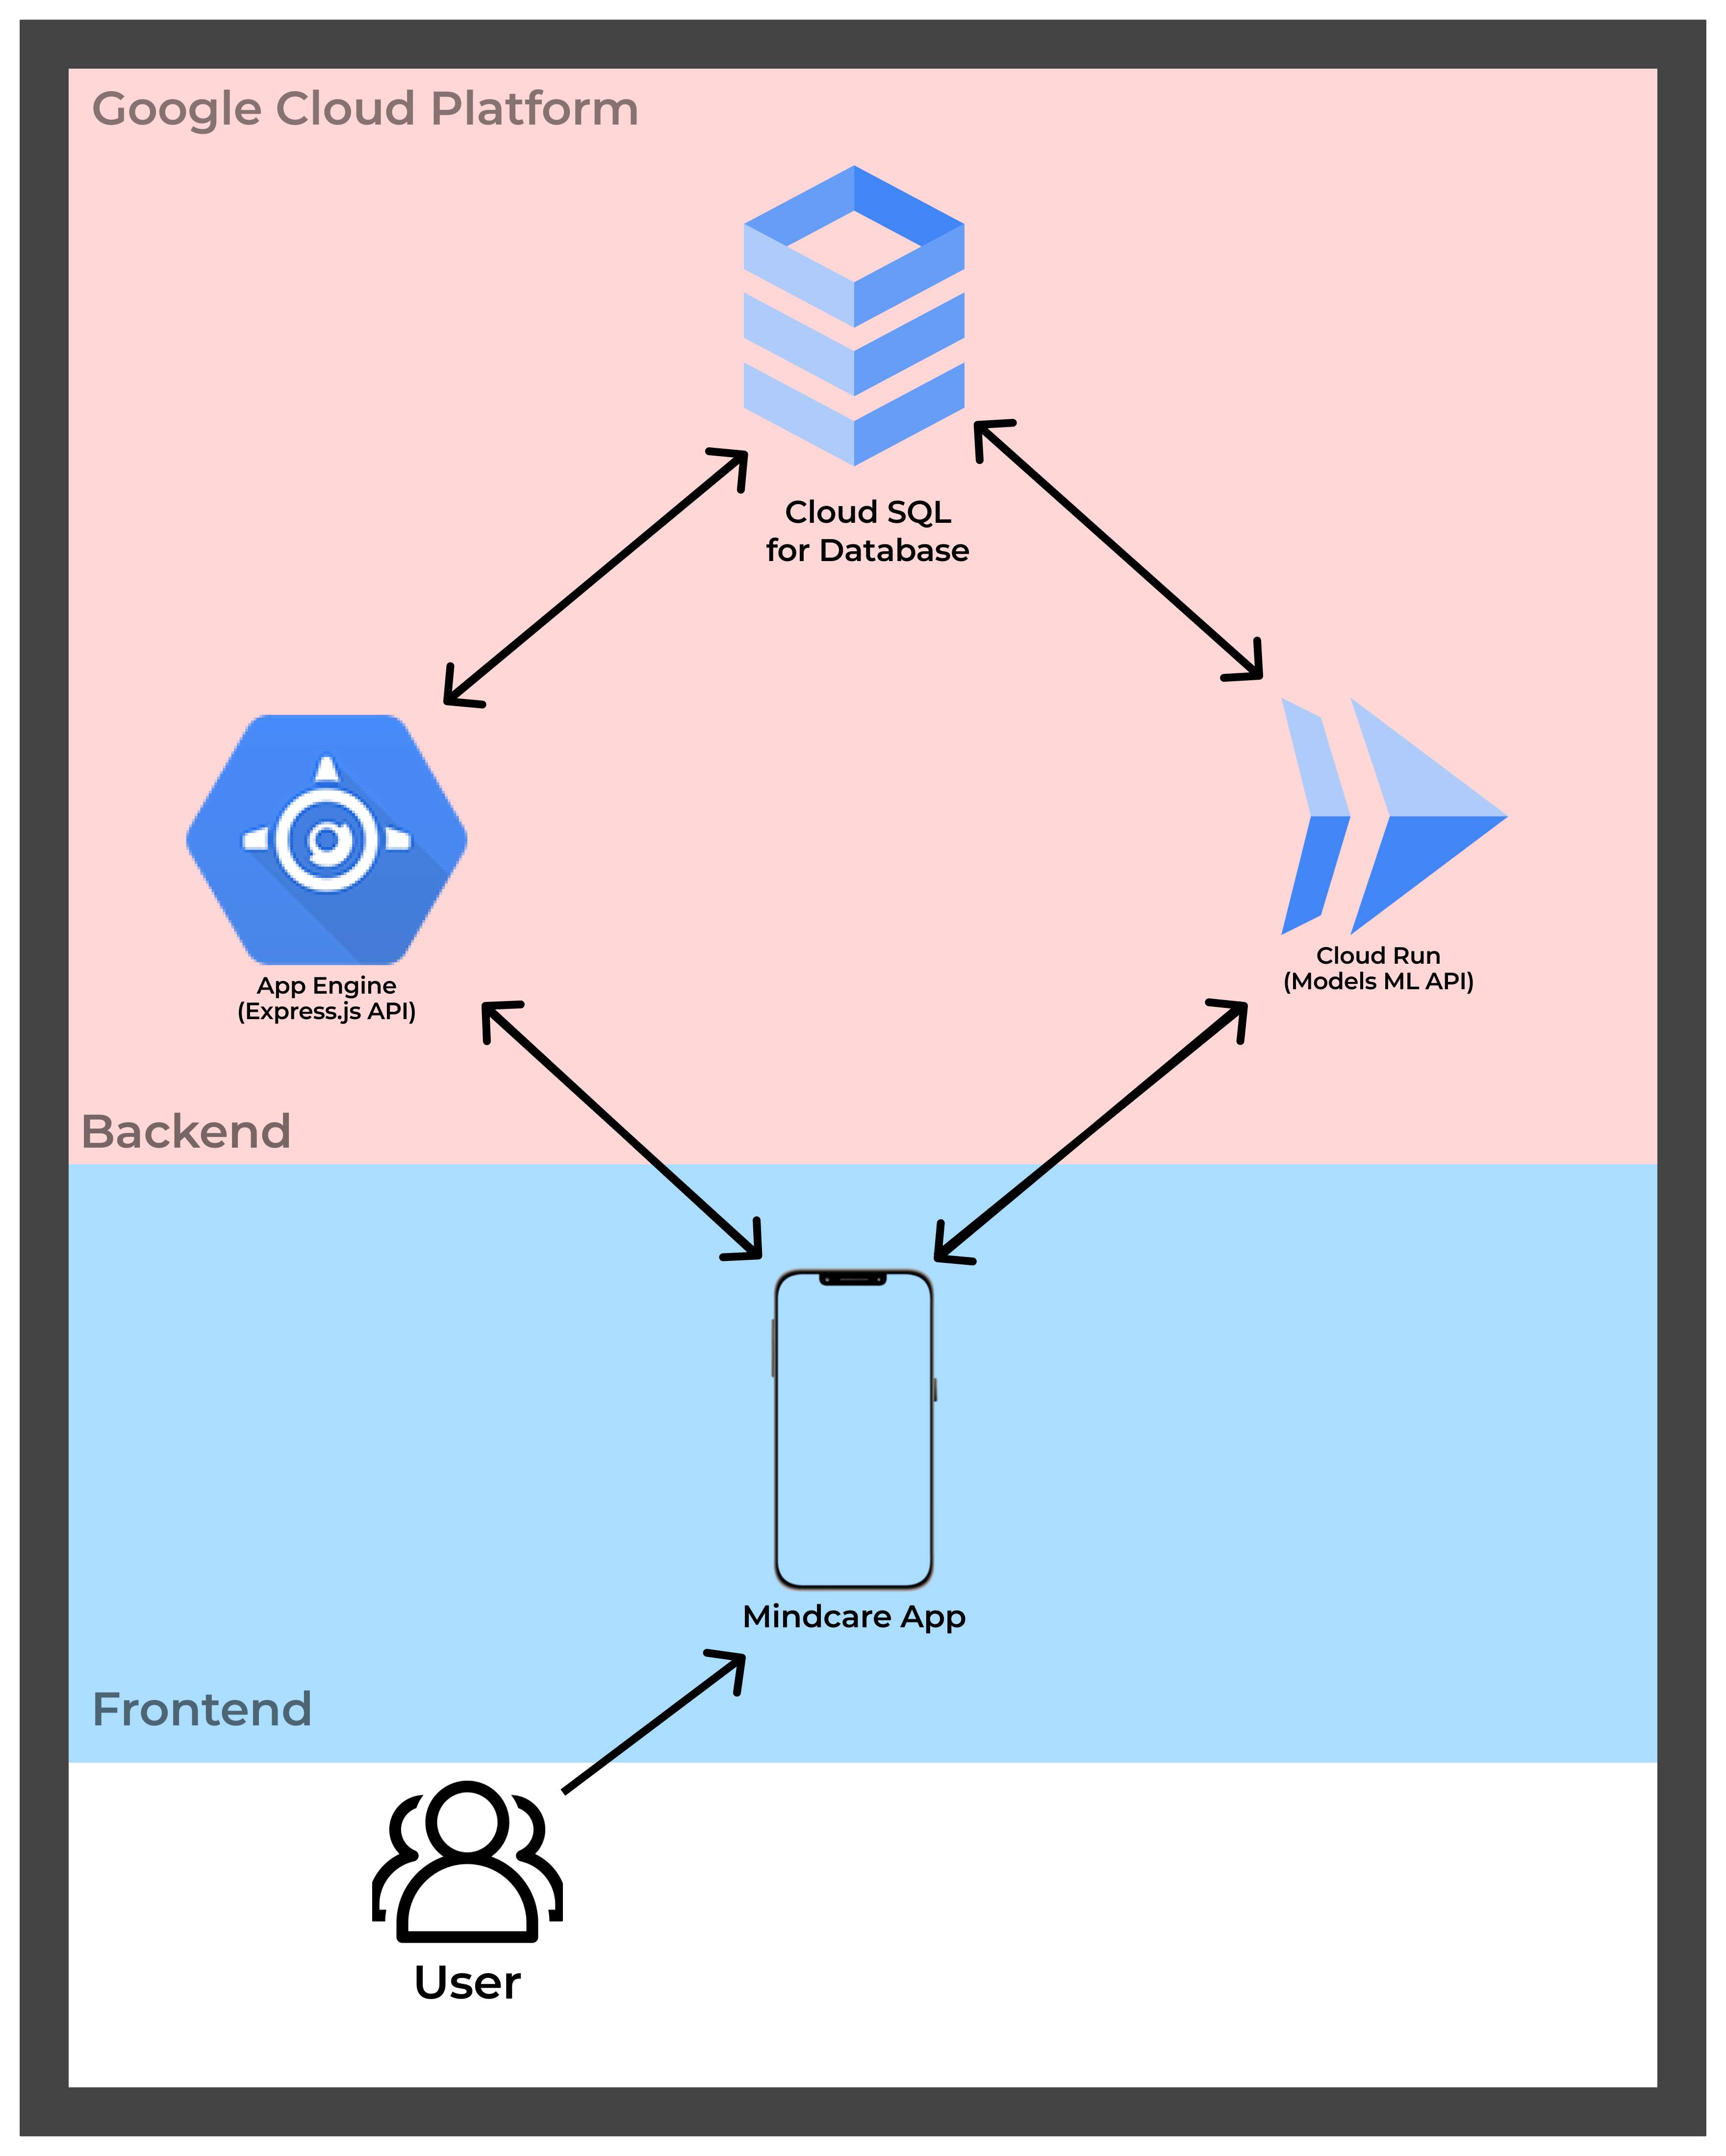 Google Cloud Platform
Cloud SQL
for Database
App Engine
(Express.js API)
Cloud Run
(Models ML API)
Backend
Mindcare App
Frontend
User